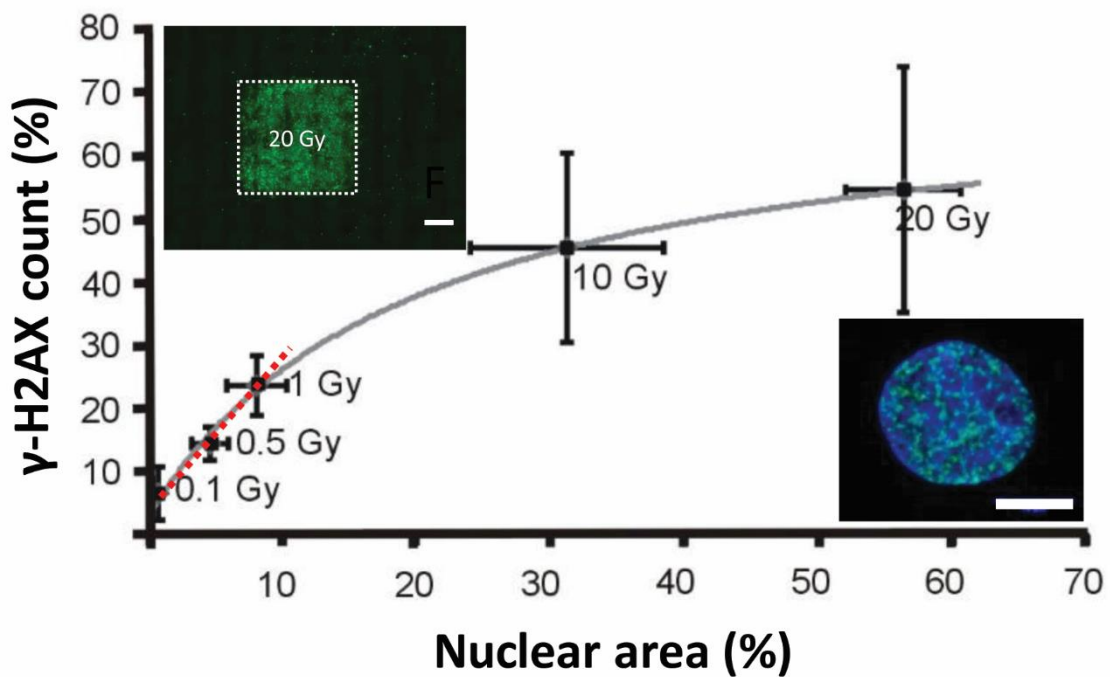 80
70
60
50
40
30
20
10
γ-H2AX count (%)
20 Gy
F
20 Gy
10 Gy
1 Gy
0.5 Gy
0.1 Gy
10 20 30 40 50 60 70
Nuclear area (%)